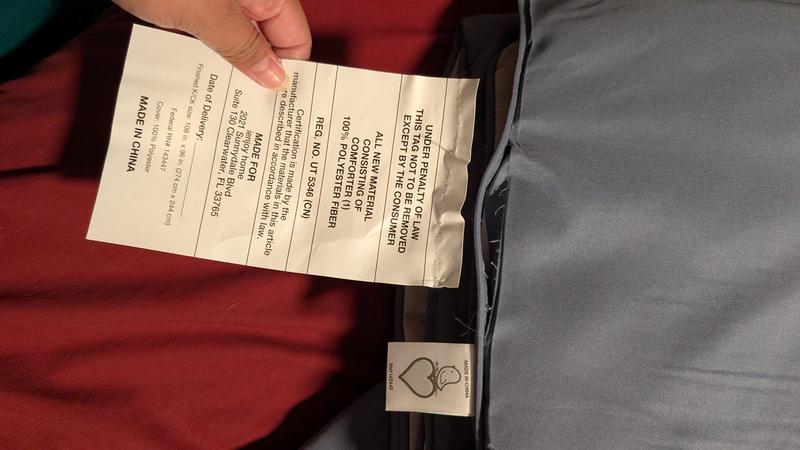 UNDER PENALTY OF LAW
THIS TAG NOT TO BE REMOVED
EXCEPT BY THE CONSUMER
ALL NEW MATERIAL
CONSISTING OF
COMFORTER (1)
100% POLYESTER FIBER
REG. NO. UT 5346 (CN)
Certification is made by the
manufacturer that the materials in this article
are described in accordance with law.
MADE FOR
enjoy home
2021 Sunnydale Blvd
Suite 130 Clearwater, FL 33765
Date of Delivery:
Finished K/CK size: 108 in. x 96 in. (274 cm x 244 cm)
Federal RN# 143447
Cover: 100% Polyester
MADE IN CHINA
MADE IN CHINA
RN# 143447